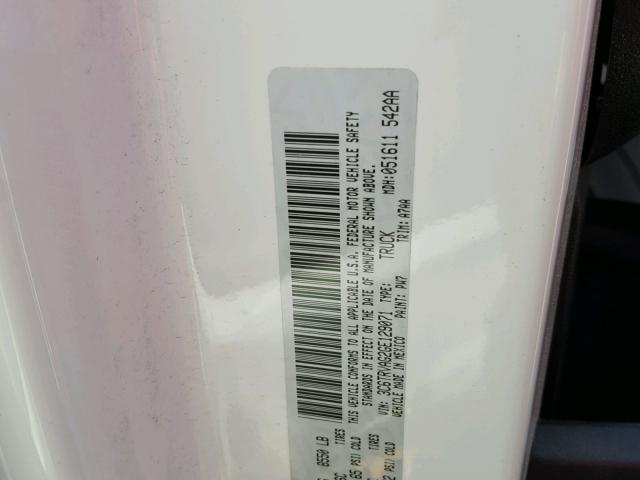 8550 LB
TIRES
65 PSI/ COLD
TIRES
PSI/ COLD
THIS VEHICLE CONFORMS TO ALL APPLICABLE U.S.A. FEDERAL MOTOR VEHICLE SAFETY
STANDARDS IN EFFECT ON THE DATE OF MANUFACTURE SHOWN ABOVE.
VIN: 3C6TRVAG23E129071 TYPE: TRUCK MDH:051611 542AA
VEHICLE MADE IN MEXICO PAINT: PW7 TRIM: A7AA